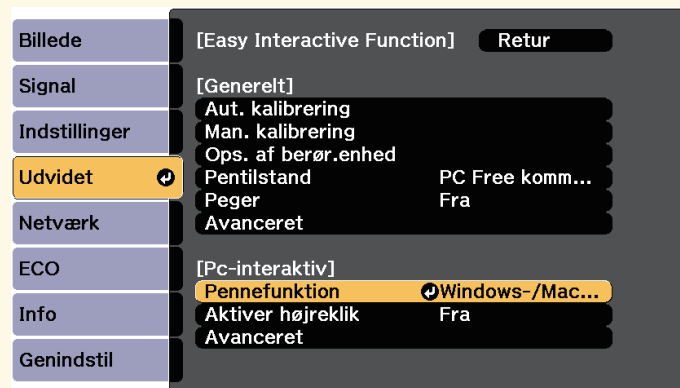 Billede
Signal
Indstillinger
Udvidet
Netværk
ECO
Info
Genindstil
[Easy Interactive Function] Retur
[Generelt]
Aut. kalibrering
Man. kalibrering
Ops. af berør.enhed
Pentilstand PC Free komm...
Peger Fra
Avanceret
[Pc-interaktiv]
Pennefunktion Windows-/Mac...
Aktiver højreklik Fra
Avanceret